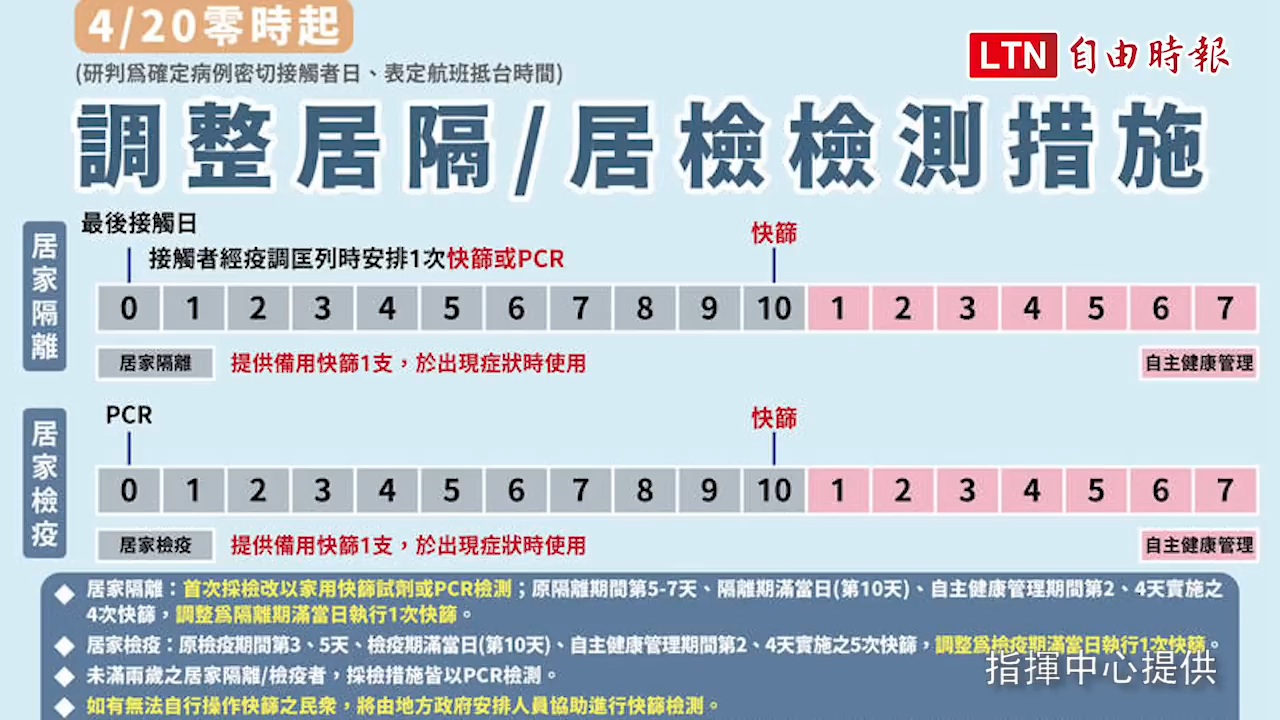 4/20零時起
(研判為確定病例密切接觸者日、表定航班抵台時間)
LTN 自由時報
調整居隔/居檢檢測措施
居家隔離
最後接觸日
接觸者經疫調匡列時安排1次快篩或PCR
快篩
0 1 2 3 4 5 6 7 8 9 10 1 2 3 4 5 6 7
居家隔離 提供備用快篩1支，於出現症狀時使用 自主健康管理
居家檢疫
PCR
快篩
0 1 2 3 4 5 6 7 8 9 10 1 2 3 4 5 6 7
居家檢疫 提供備用快篩1支，於出現症狀時使用 自主健康管理
◆ 居家隔離：首次採檢改以家用快篩試劑或PCR檢測；原隔離期間第5-7天、隔離期滿當日(第10天)、自主健康管理期間第2、4天實施之
4次快篩，調整為隔離期滿當日執行1次快篩。
◆ 居家檢疫：原檢疫期間第3、5天、檢疫期滿當日(第10天)、自主健康管理期間第2、4天實施之5次快篩，調整為檢疫期滿當日執行1次快篩。
◆ 未滿兩歲之居家隔離/檢疫者，採檢措施皆以PCR檢測。
◆ 如有無法自行操作快篩之民眾，將由地方政府安排人員協助進行快篩檢測。
指揮中心提供